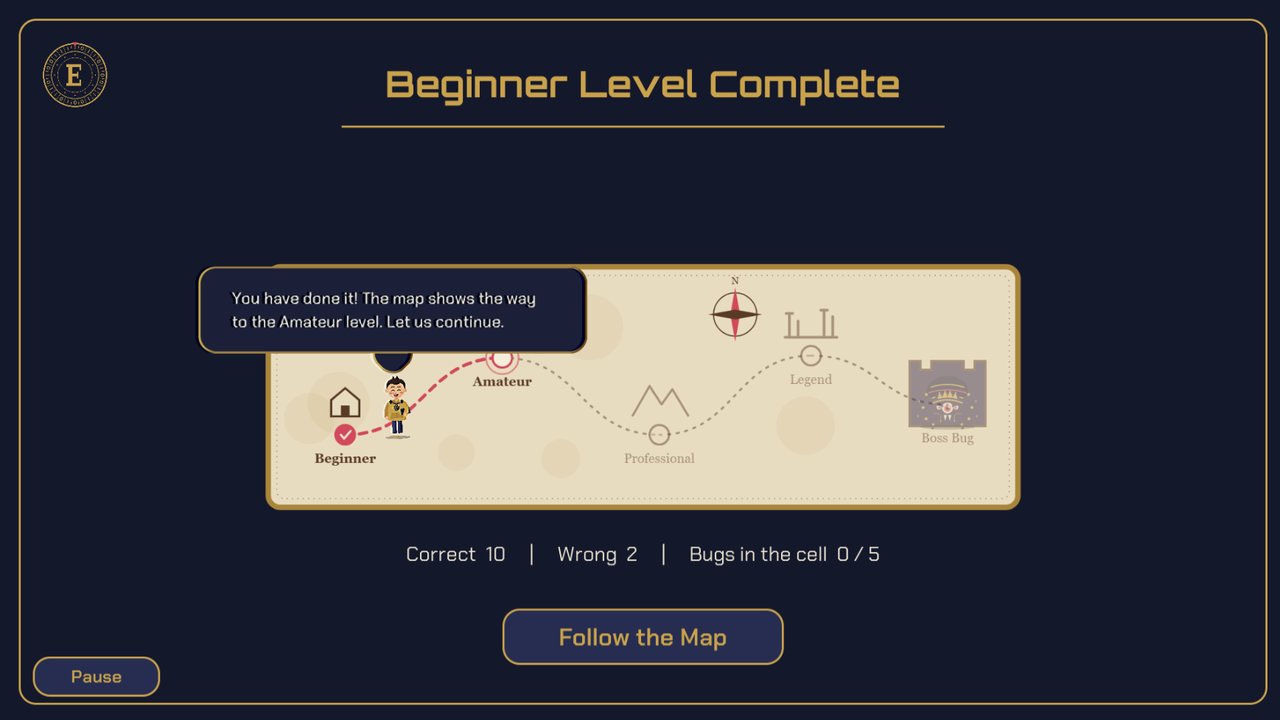 E
Beginner Level Complete
You have done it! The map shows the way
to the Amateur level. Let us continue.
N
Amateur
Legend
Beginner
Professional
Boss Bug
Correct 10 | Wrong 2 | Bugs in the cell 0 / 5
Follow the Map
Pause